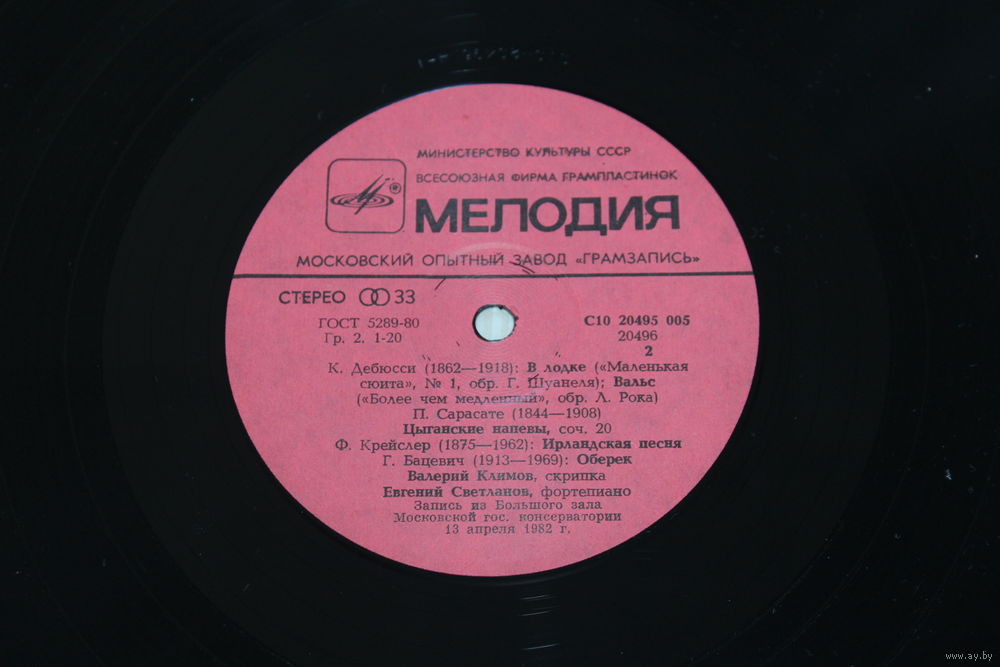 МИНИСТЕРСТВО КУЛЬТУРЫ СССР
ВСЕСОЮЗНАЯ ФИРМА ГРАМПЛАСТИНОК
МЕЛОДИЯ
МОСКОВСКИЙ ОПЫТНЫЙ ЗАВОД «ГРАМЗАПИСЬ»
СТЕРЕО 33
ГОСТ 5289-80
Гр. 2. 1-20
С10 20495 005
20496
2
К. Дебюсси (1862—1918): В лодке («Маленькая
сюита», № 1, обр. Г. Шуанеля); Вальс
(«Более чем медленный», обр. Л. Рока)
П. Сарасате (1844—1908)
Цыганские напевы, соч. 20
Ф. Крейслер (1875—1962): Ирландская песня
Г. Бацевич (1913—1969): Оберек
Валерий Климов, скрипка
Евгений Светланов, фортепиано
Запись из Большого зала
Московской гос. консерватории
13 апреля 1982 г.
www.ay.by